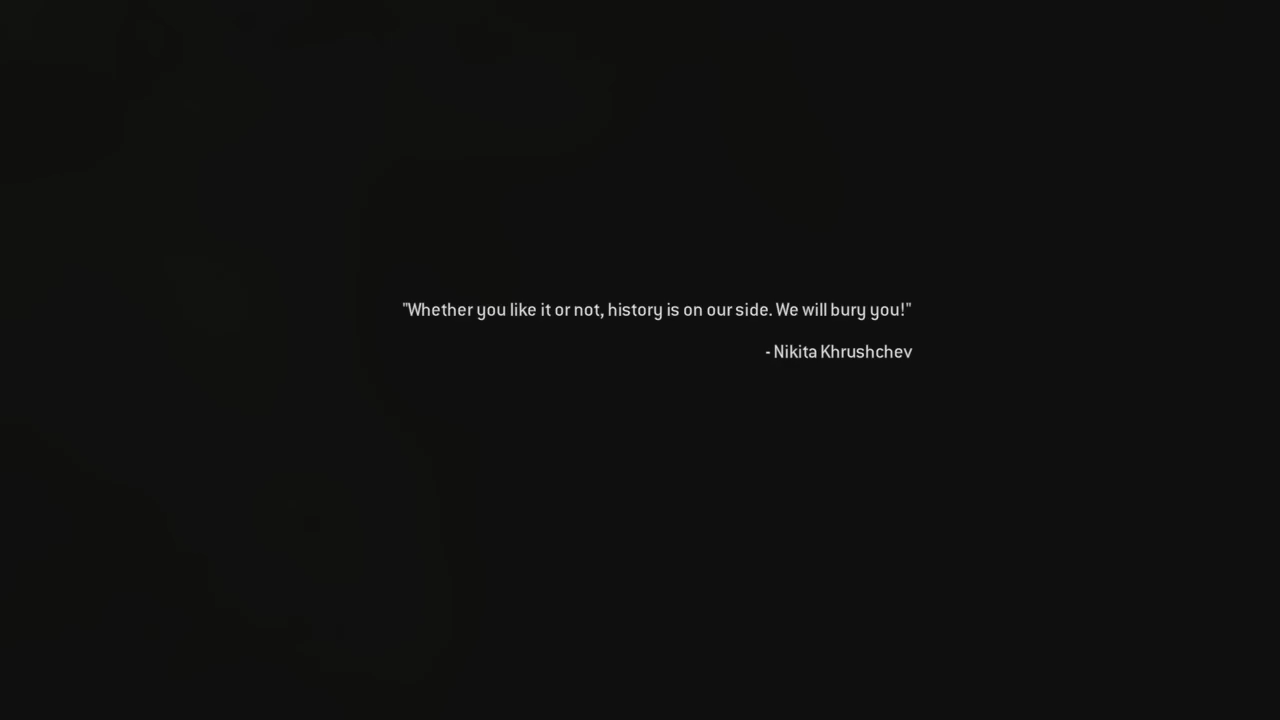 "Whether you like it or not, history is on our side. We will bury you!"
- Nikita Khrushchev